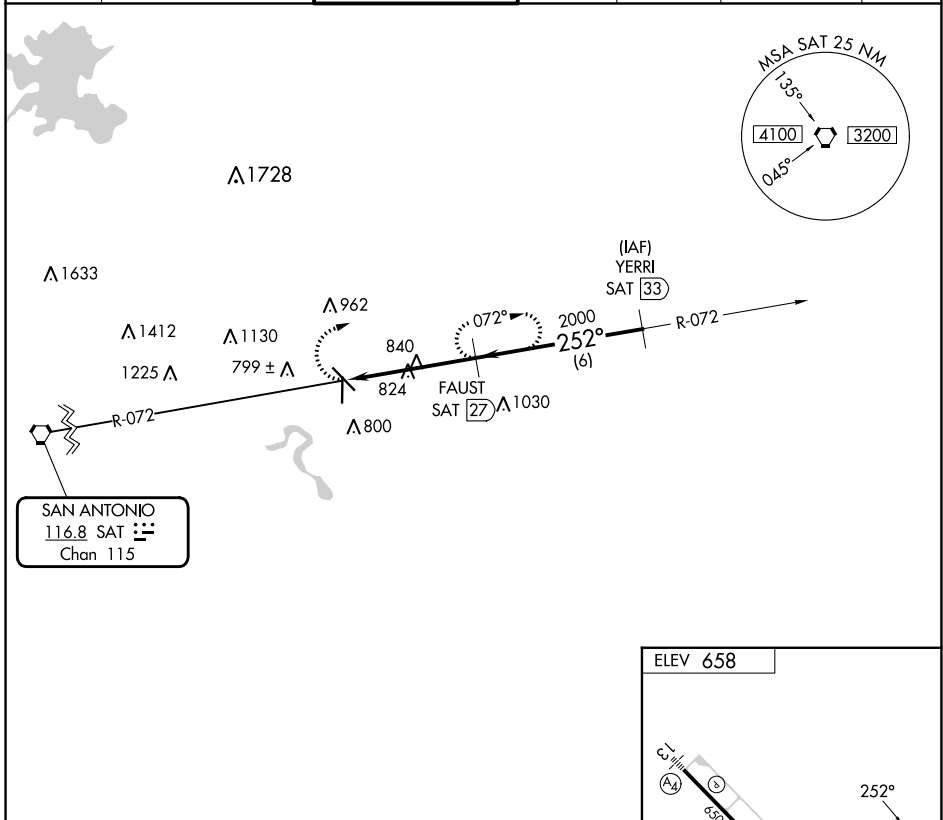 MSA SAT 25 NM
135°
4100
3200
045°
1728
1633
(IAF)
YERRI
SAT 33
962
072°
2000
252°
(6)
R-072
1412
1130
840
1225
799 ±
824
FAUST
SAT 27
1030
R-072
800
SAN ANTONIO
116.8 SAT
Chan 115
ELEV 658
13
A4
P
252°
650